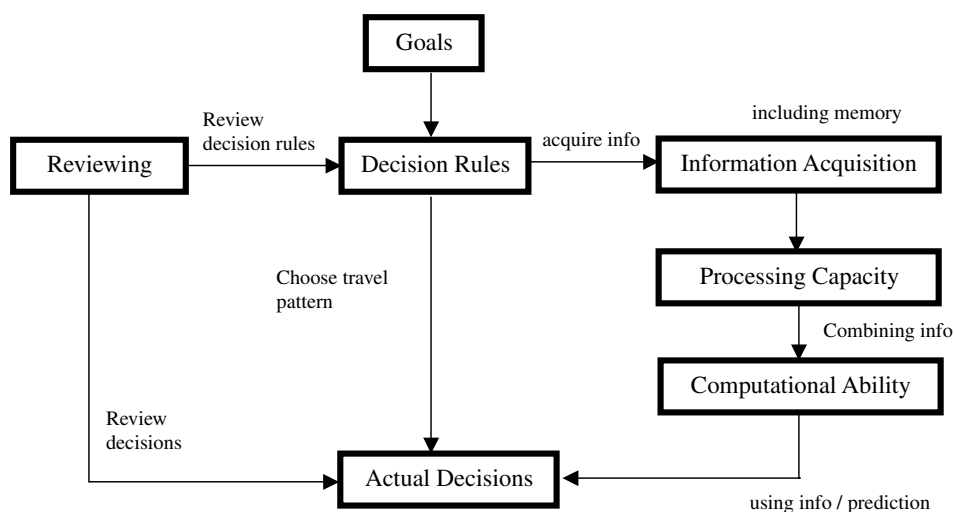 Goals
including memory
Review
decision rules
acquire info
Reviewing
Decision Rules
Information Acquisition
Choose travel
pattern
Processing Capacity
Combining info
Computational Ability
Review
decisions
Actual Decisions
using info / prediction